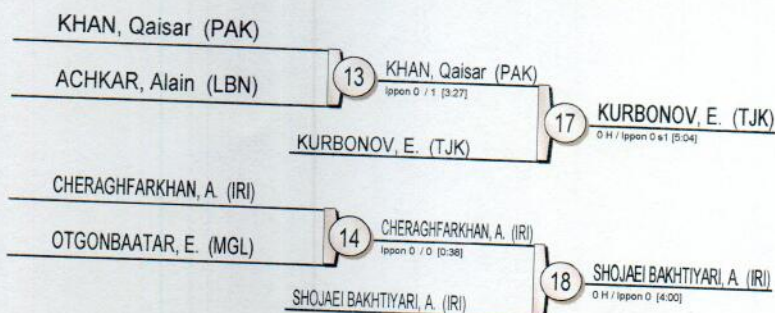 KHAN, Qaisar (PAK)
ACHKAR, Alain (LBN)
13
KHAN, Qaisar (PAK)
Ippon 0 / 1 [3:27]
KURBONOV, E. (TJK)
17
KURBONOV, E. (TJK)
0 H / Ippon 0 s1 [5:04]
CHERAGHFARKHAN, A. (IRI)
OTGONBAATAR, E. (MGL)
14
CHERAGHFARKHAN, A. (IRI)
Ippon 0 / 0 [0:38]
SHOJAEI BAKHTIYARI, A. (IRI)
18
SHOJAEI BAKHTIYARI, A. (IRI)
0 H / Ippon 0 [4:00]